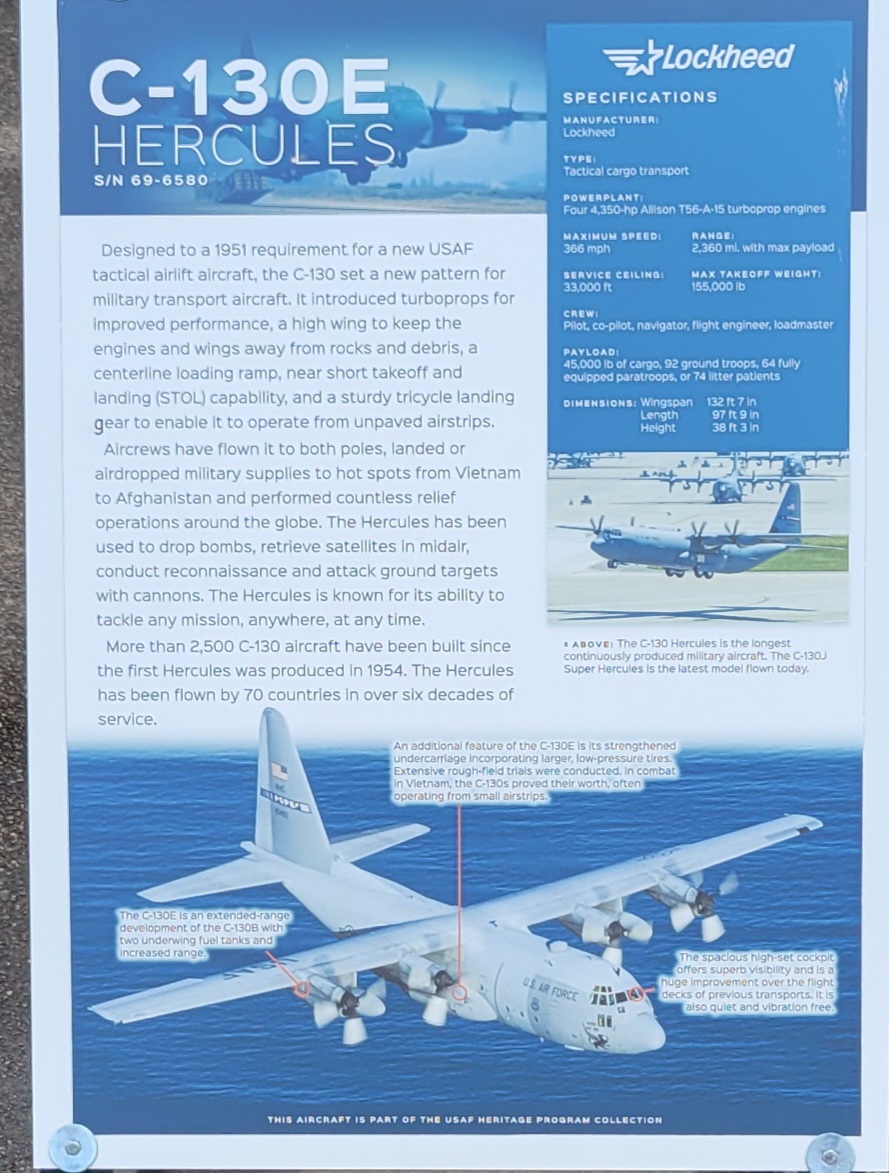 C-130E
HERCULES
S/N 69-6580
Designed to a 1951 requirement for a new USAF
tactical airlift aircraft, the C-130 set a new pattern for
military transport aircraft. It introduced turboprops for
improved performance, a high wing to keep the
engines and wings away from rocks and debris, a
centerline loading ramp, near short takeoff and
landing (STOL) capability, and a sturdy tricycle landing
gear to enable it to operate from unpaved airstrips.
Aircrews have flown it to both poles, landed or
airdropped military supplies to hot spots from Vietnam
to Afghanistan and performed countless relief
operations around the globe. The Hercules has been
used to drop bombs, retrieve satellites in midair,
conduct reconnaissance and attack ground targets
with cannons. The Hercules is known for its ability to
tackle any mission, anywhere, at any time.
More than 2,500 C-130 aircraft have been built since
the first Hercules was produced in 1954. The Hercules
has been flown by 70 countries in over six decades of
service.
Lockheed
SPECIFICATIONS
MANUFACTURER:
Lockheed
TYPE:
Tactical cargo transport
POWERPLANT:
Four 4,350-hp Allison T56-A-15 turboprop engines
MAXIMUM SPEED: RANGE:
366 mph 2,360 mi. with max payload
SERVICE CEILING: MAX TAKEOFF WEIGHT:
33,000 ft 155,000 lb
CREW:
Pilot, co-pilot, navigator, flight engineer, loadmaster
PAYLOAD:
45,000 lb of cargo, 92 ground troops, 64 fully
equipped paratroops, or 74 litter patients
DIMENSIONS: Wingspan 132 ft 7 in
Length 97 ft 9 in
Height 38 ft 3 in
ABOVE: The C-130 Hercules is the longest
continuously produced military aircraft. The C-130J
Super Hercules is the latest model flown today.
An additional feature of the C-130E is its strengthened
undercarriage incorporating larger, low-pressure tires.
Extensive rough-field trials were conducted. In combat
in Vietnam, the C-130s proved their worth, often
operating from small airstrips.
The C-130E is an extended-range
development of the C-130B with
two underwing fuel tanks and
increased range.
The spacious high-set cockpit
offers superb visibility and is a
huge improvement over the flight
decks of previous transports. It is
also quiet and vibration free.
U.S. AIR FORCE
THIS AIRCRAFT IS PART OF THE USAF HERITAGE PROGRAM COLLECTION